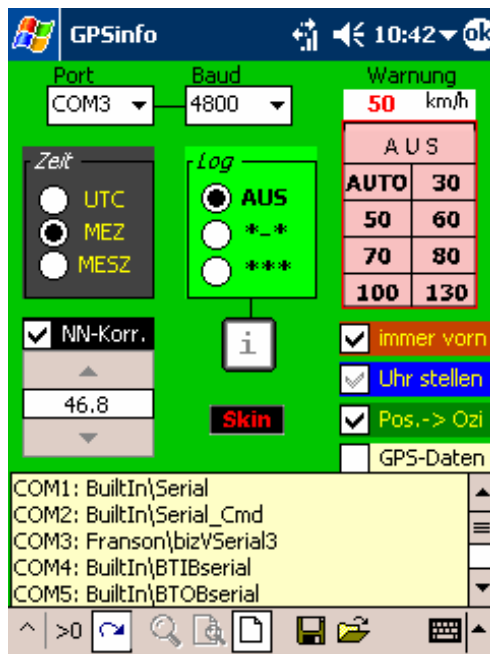 GPSinfo 10:42 ok
Port Baud Warnung
COM3 4800 50 km/h
AUS
Zeit Log
AUTO 30
UTC AUS
50 60
MEZ *-*
70 80
MESZ ***
100 130
NN-Korr. i immer vorn
Uhr stellen
46.8 Skin Pos.-> Ozi
GPS-Daten
COM1: BuiltIn\Serial
COM2: BuiltIn\Serial_Cmd
COM3: Franson\bizVSerial3
COM4: BuiltIn\BTIBserial
COM5: BuiltIn\BTOBserial
>0